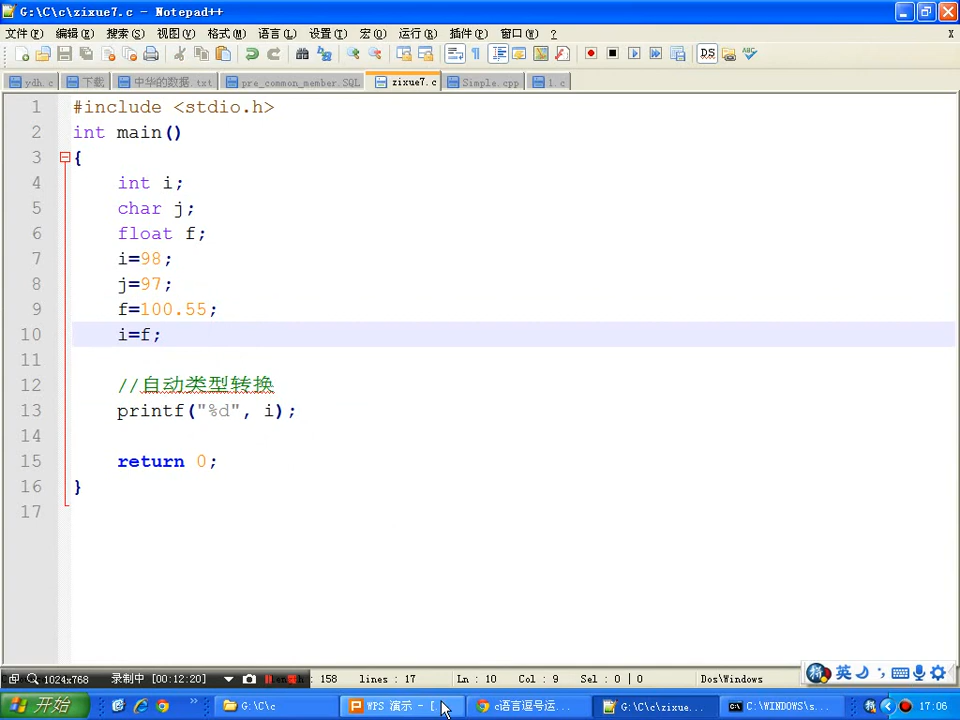 G:\C\c\zixue7.c - Notepad++
文件(F) 编辑(E) 搜索(S) 视图(V) 格式(M) 语言(L) 设置(T) 宏(O) 运行(R) 插件(P) 窗口(W) ? X
ydh.c 下载 中华的数据.txt pre_common_member.SQL zixue7.c Simple.cpp 1.c
1 #include <stdio.h>
2 int main()
3 {
4 int i;
5 char j;
6 float f;
7 i=98;
8 j=97;
9 f=100.55;
10 i=f;
11
12 //自动类型转换
13 printf("%d", i);
14
15 return 0;
16 }
17
1024x768 录制中 [00:12:20] : 158 lines : 17 Ln : 10 Col : 9 Sel : 0 | 0 Dos\Windows 英
开始 G:\C\c WPS 演示 - [ c语言逗号运... G:\C\c\zixue... C:\WINDOWS\s... 17:06